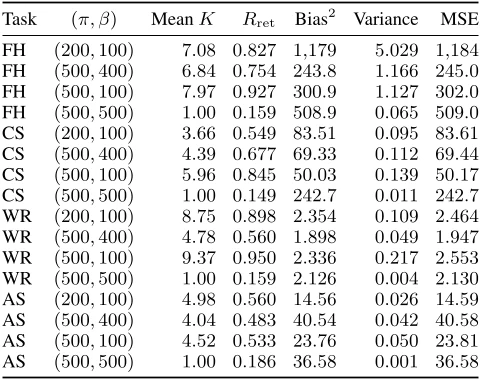 Task (π, β) Mean K R_ret Bias² Variance MSE
FH (200, 100) 7.08 0.827 1,179 5.029 1,184
FH (500, 400) 6.84 0.754 243.8 1.166 245.0
FH (500, 100) 7.97 0.927 300.9 1.127 302.0
FH (500, 500) 1.00 0.159 508.9 0.065 509.0
CS (200, 100) 3.66 0.549 83.51 0.095 83.61
CS (500, 400) 4.39 0.677 69.33 0.112 69.44
CS (500, 100) 5.96 0.845 50.03 0.139 50.17
CS (500, 500) 1.00 0.149 242.7 0.011 242.7
WR (200, 100) 8.75 0.898 2.354 0.109 2.464
WR (500, 400) 4.78 0.560 1.898 0.049 1.947
WR (500, 100) 9.37 0.950 2.336 0.217 2.553
WR (500, 500) 1.00 0.159 2.126 0.004 2.130
AS (200, 100) 4.98 0.560 14.56 0.026 14.59
AS (500, 400) 4.04 0.483 40.54 0.042 40.58
AS (500, 100) 4.52 0.533 23.76 0.050 23.81
AS (500, 500) 1.00 0.186 36.58 0.001 36.58